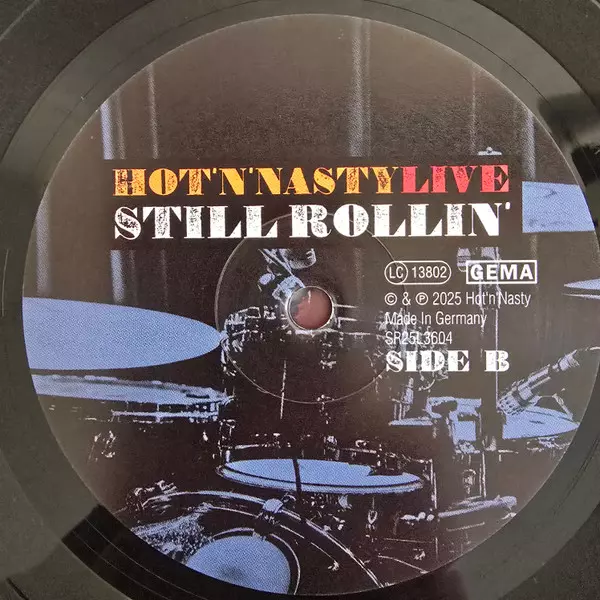 HOT'N'NASTYLIVE
STILL ROLLIN'
LC 13802 GEMA
© & ℗ 2025 Hot'n'Nasty
Made In Germany
SR25L3604
SIDE B